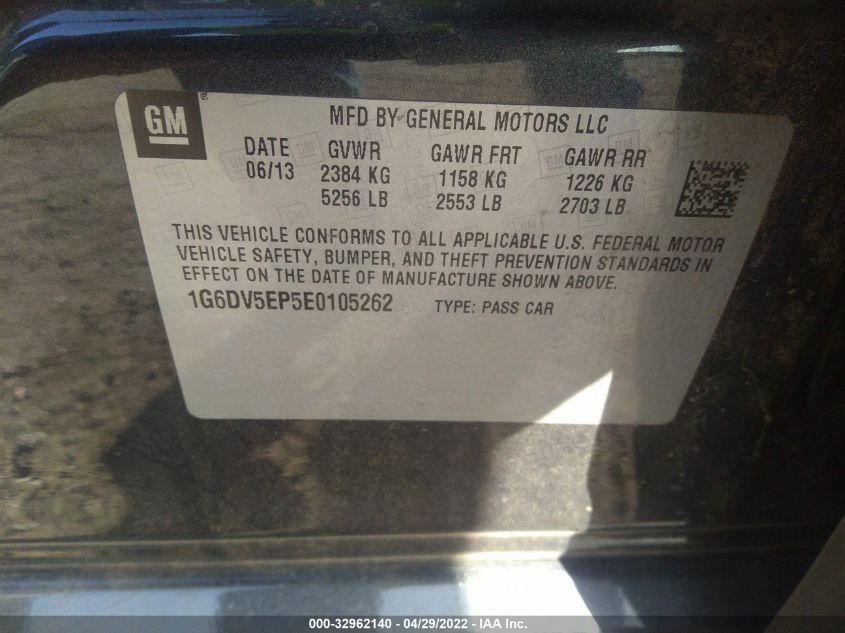 GM
MFD BY GENERAL MOTORS LLC
DATE GVWR GAWR FRT GAWR RR
06/13 2384 KG 1158 KG 1226 KG
5256 LB 2553 LB 2703 LB
THIS VEHICLE CONFORMS TO ALL APPLICABLE U.S. FEDERAL MOTOR
VEHICLE SAFETY, BUMPER, AND THEFT PREVENTION STANDARDS IN
EFFECT ON THE DATE OF MANUFACTURE SHOWN ABOVE.
1G6DV5EP5E0105262 TYPE: PASS CAR
000-32962140 - 04/29/2022 - IAA Inc.